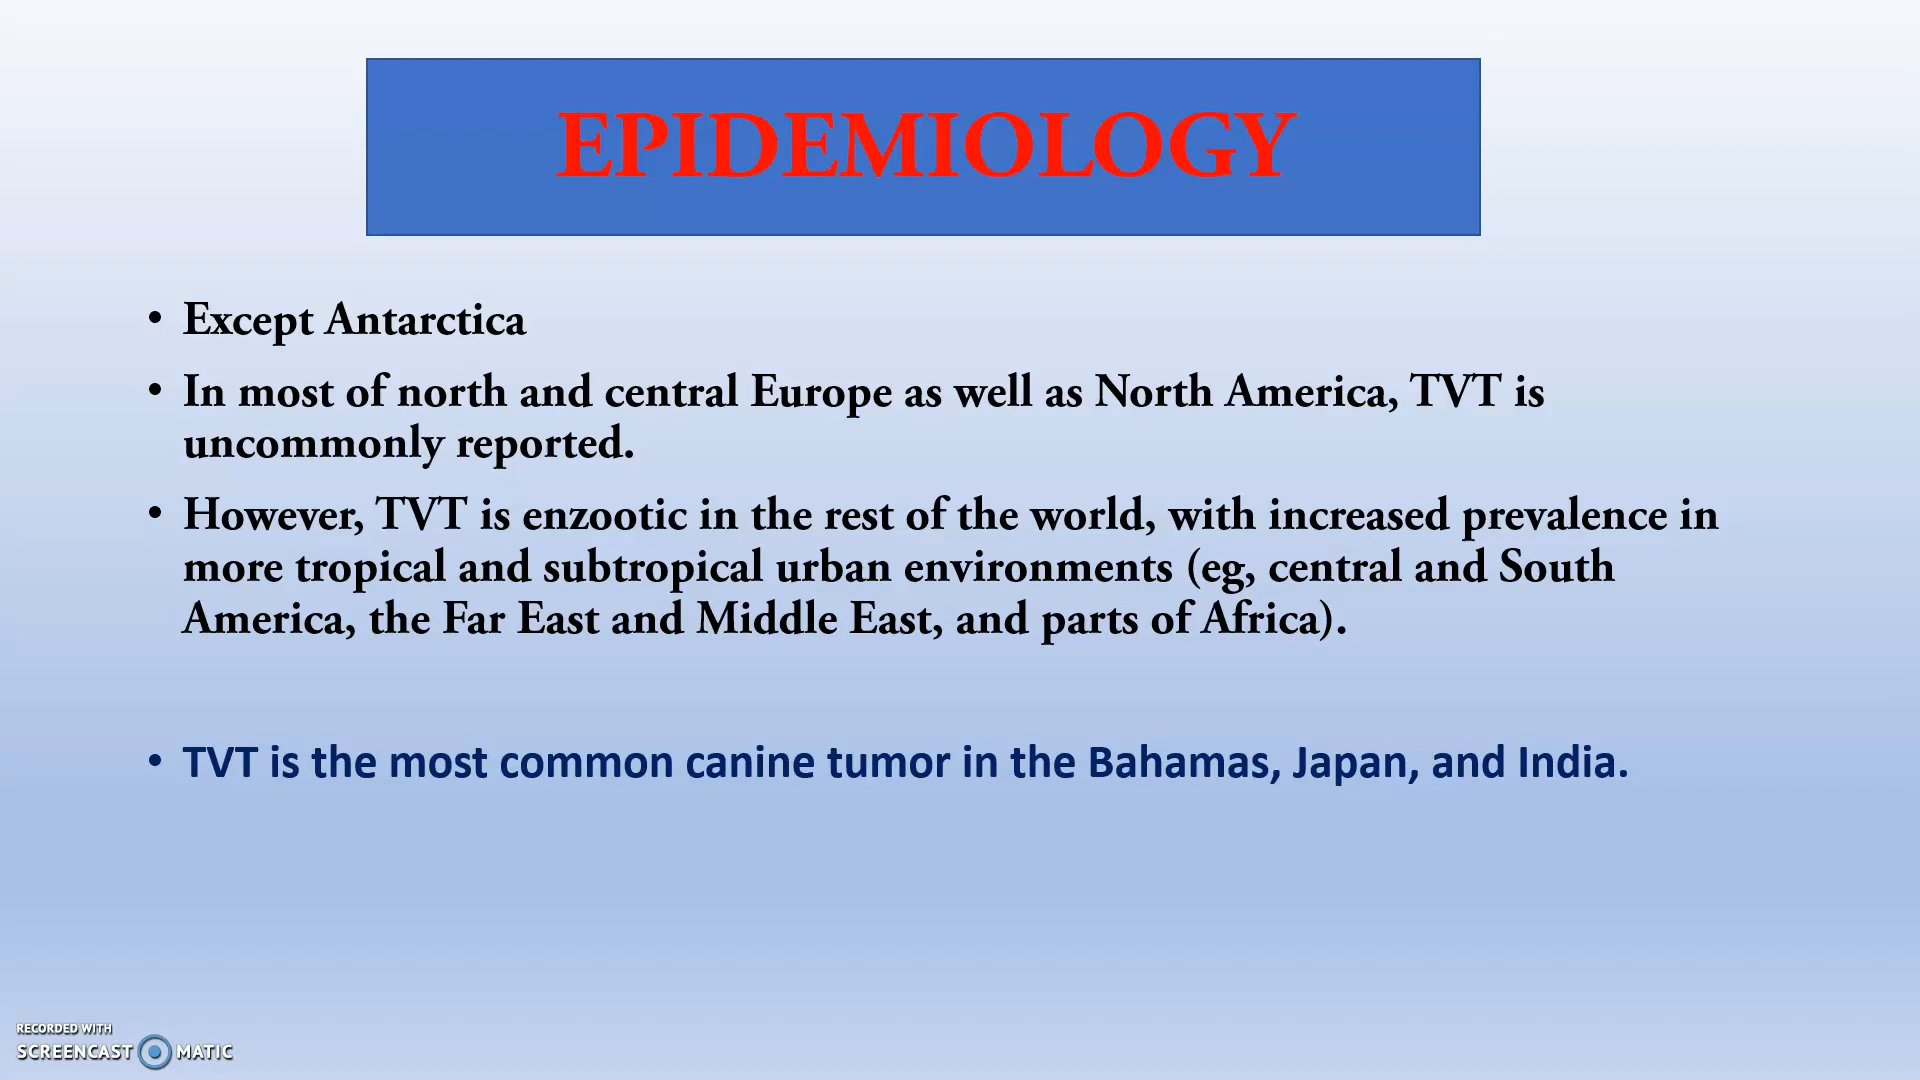 EPIDEMIOLOGY
• Except Antarctica
• In most of north and central Europe as well as North America, TVT is
uncommonly reported.
• However, TVT is enzootic in the rest of the world, with increased prevalence in
more tropical and subtropical urban environments (eg, central and South
America, the Far East and Middle East, and parts of Africa).
• TVT is the most common canine tumor in the Bahamas, Japan, and India.
RECORDED WITH
SCREENCAST MATIC